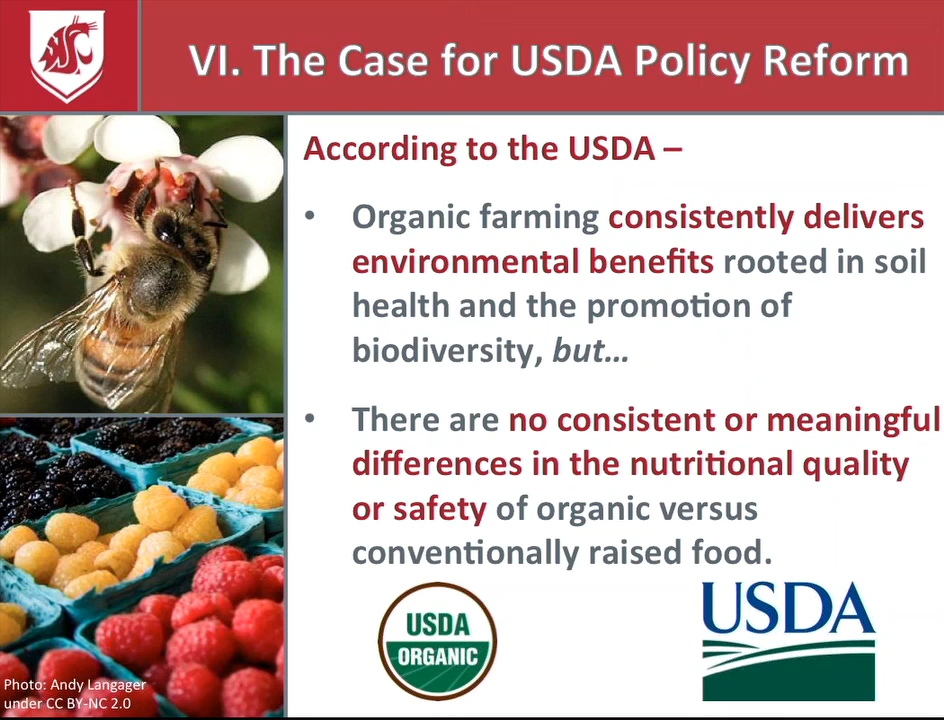 VI. The Case for USDA Policy Reform
According to the USDA –
• Organic farming consistently delivers
environmental benefits rooted in soil
health and the promotion of
biodiversity, but...
• There are no consistent or meaningful
differences in the nutritional quality
or safety of organic versus
conventionally raised food.
USDA
ORGANIC
USDA
Photo: Andy Langager
under CC BY-NC 2.0